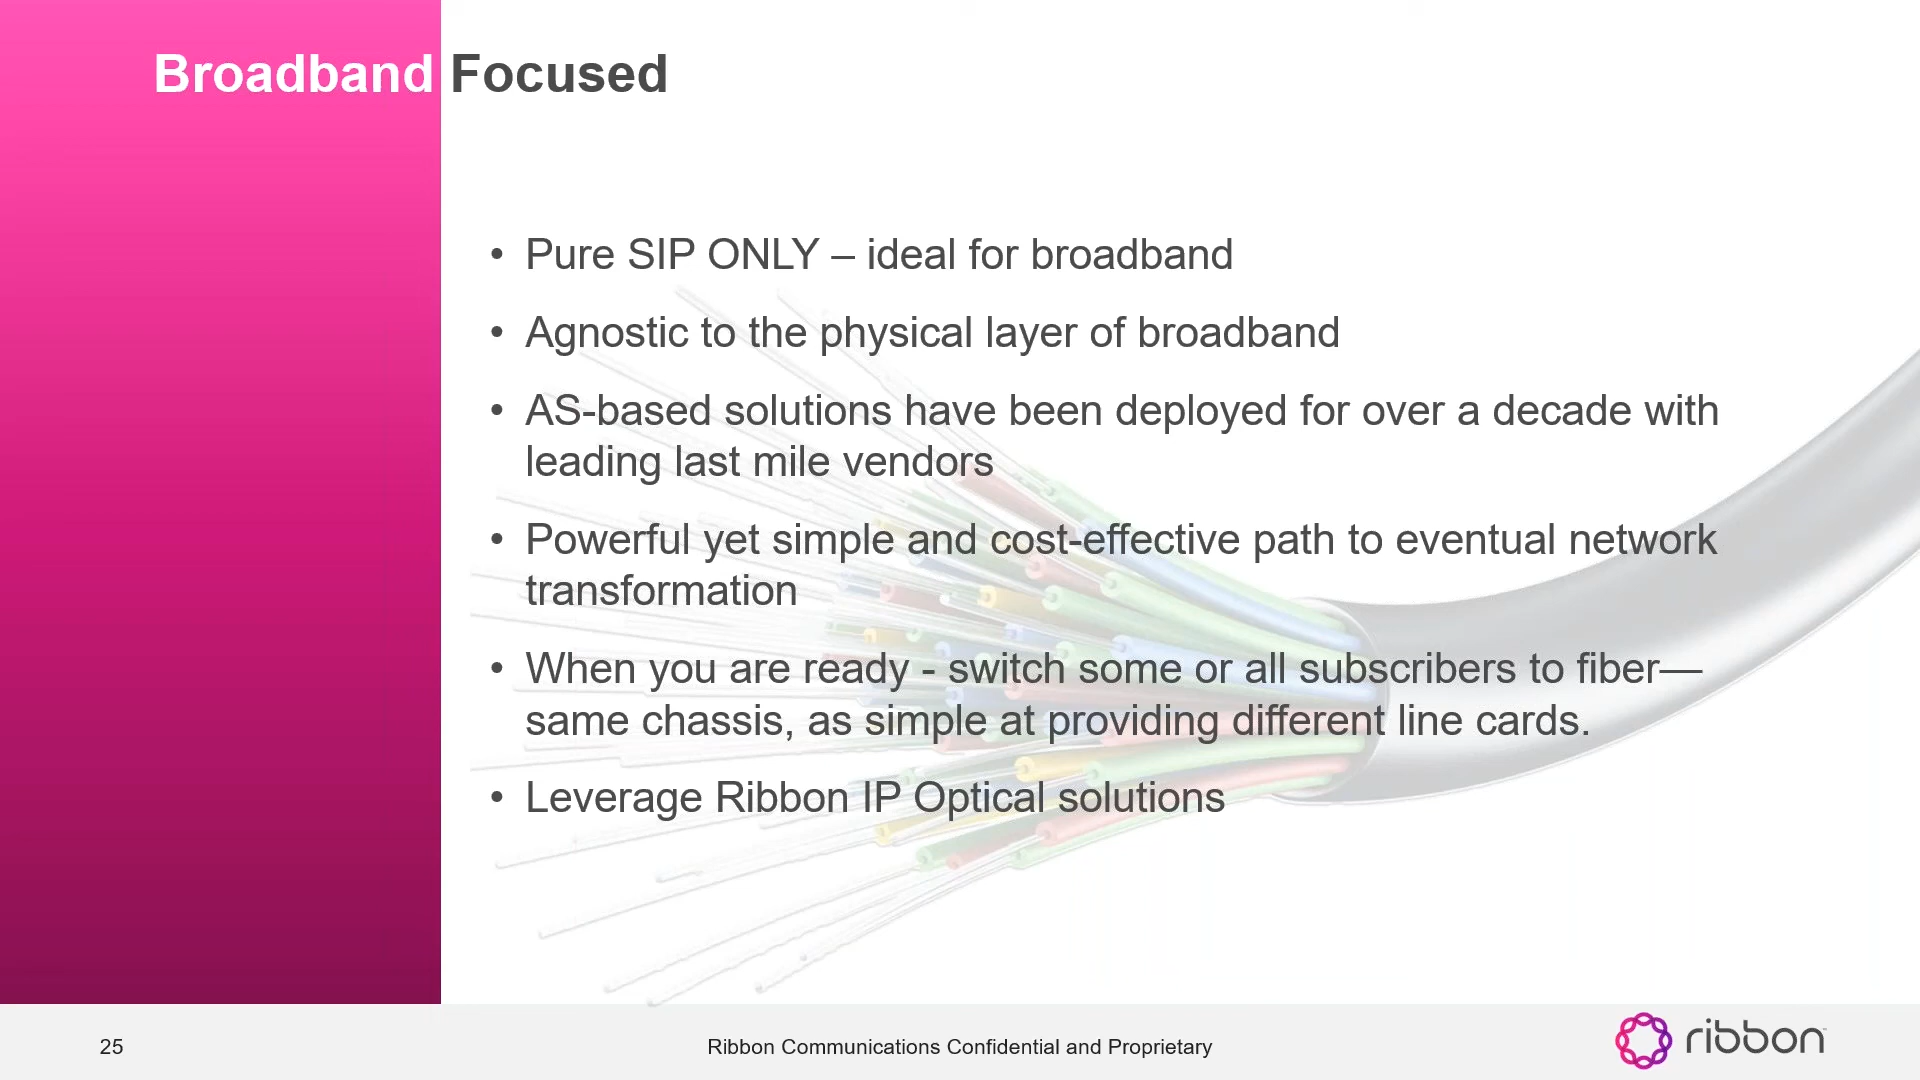 Broadband Focused
• Pure SIP ONLY – ideal for broadband
• Agnostic to the physical layer of broadband
• AS-based solutions have been deployed for over a decade with
leading last mile vendors
• Powerful yet simple and cost-effective path to eventual network
transformation
• When you are ready - switch some or all subscribers to fiber—
same chassis, as simple at providing different line cards.
• Leverage Ribbon IP Optical solutions
25
Ribbon Communications Confidential and Proprietary
ribbon